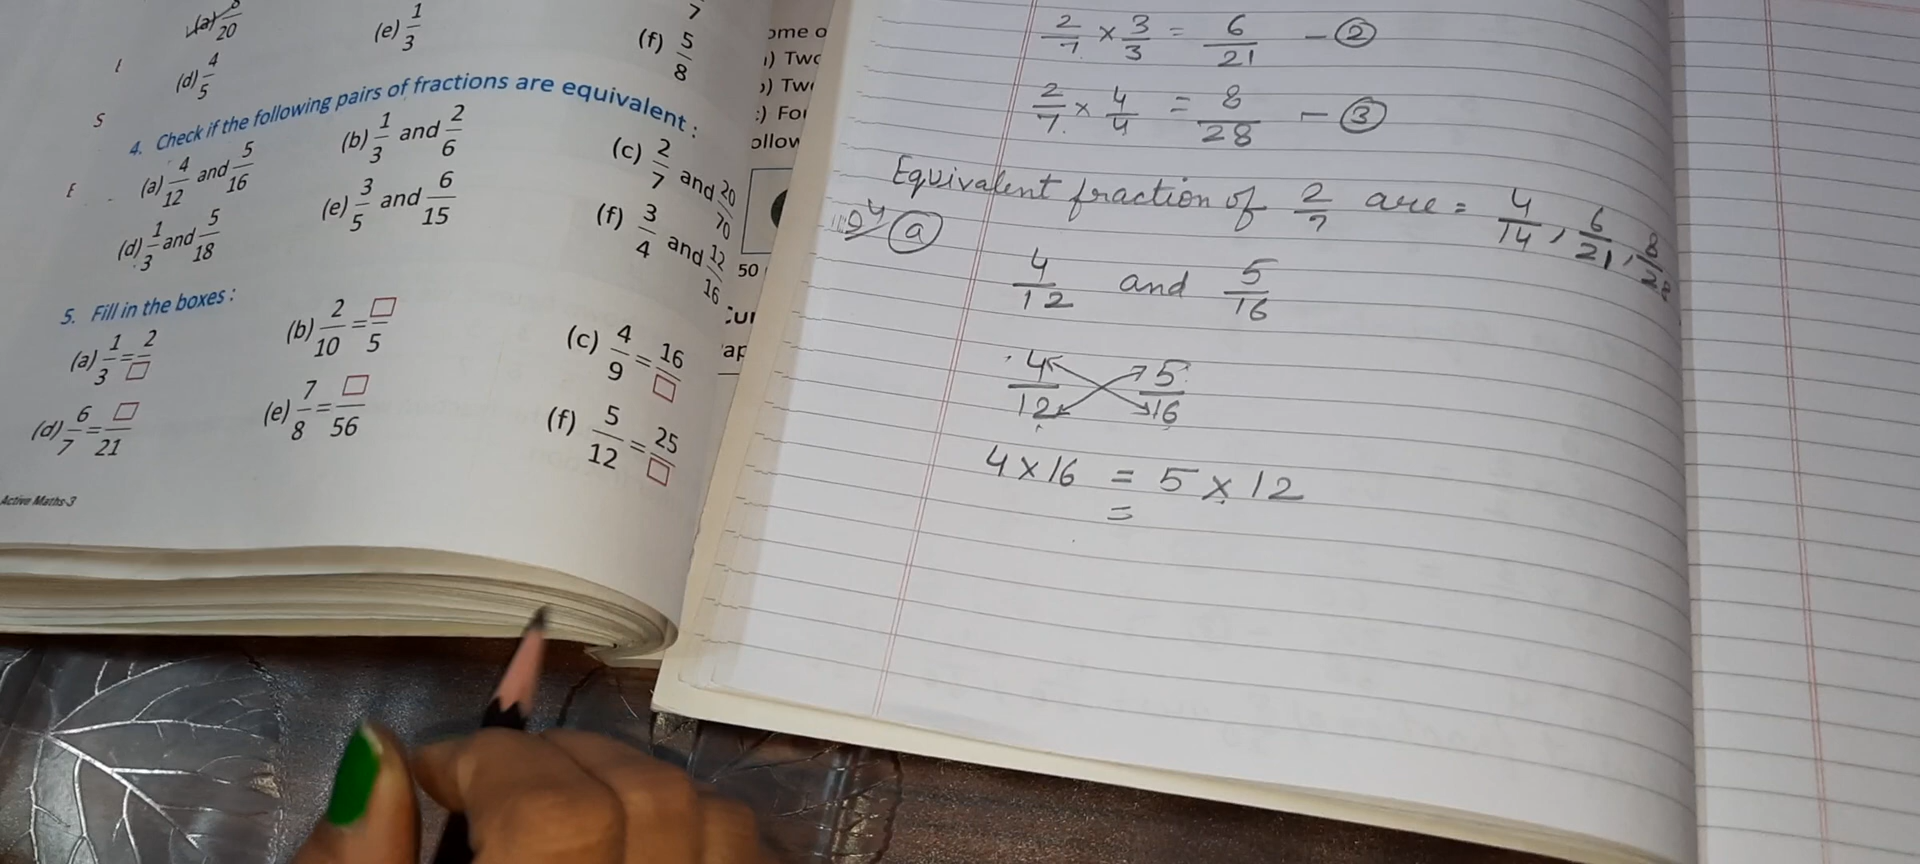 (a) 8/20
(e) 1/3
7
(d) 4/5
(f) 5/8
4. Check if the following pairs of fractions are equivalent :
(a) 4/12 and 5/16 (b) 1/3 and 2/6 (c) 2/7 and 20/70
(d) 1/3 and 5/18 (e) 3/5 and 6/15 (f) 3/4 and 12/16
5. Fill in the boxes :
(a) 1/3 = 2/□ (b) 2/10 = □/5 (c) 4/9 = 16/□
(d) 6/7 = □/21 (e) 7/8 = □/56 (f) 5/12 = 25/□
Active Maths-3
50
2/7 × 3/3 = 6/21 - ②
2/7 × 4/4 = 8/28 - ③
Equivalent fraction of 2/7 are = 4/14, 6/21, 8/28
Q4 (a)
4/12 and 5/16
4/12 5/16
4 × 16 = 5 × 12
=